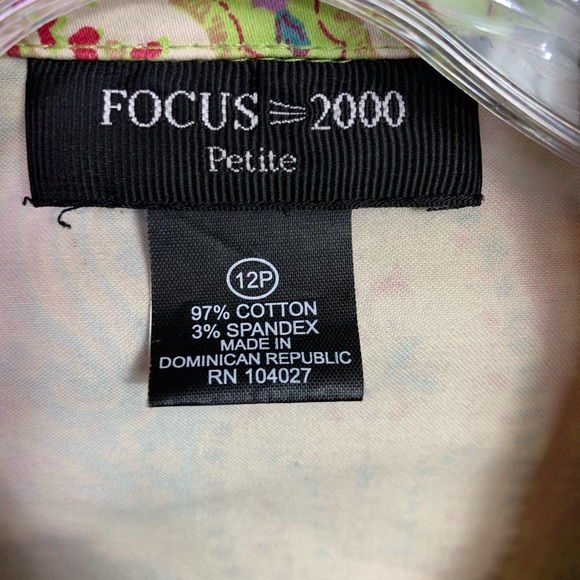 FOCUS 2000
Petite
12P
97% COTTON
3% SPANDEX
MADE IN
DOMINICAN REPUBLIC
RN 104027